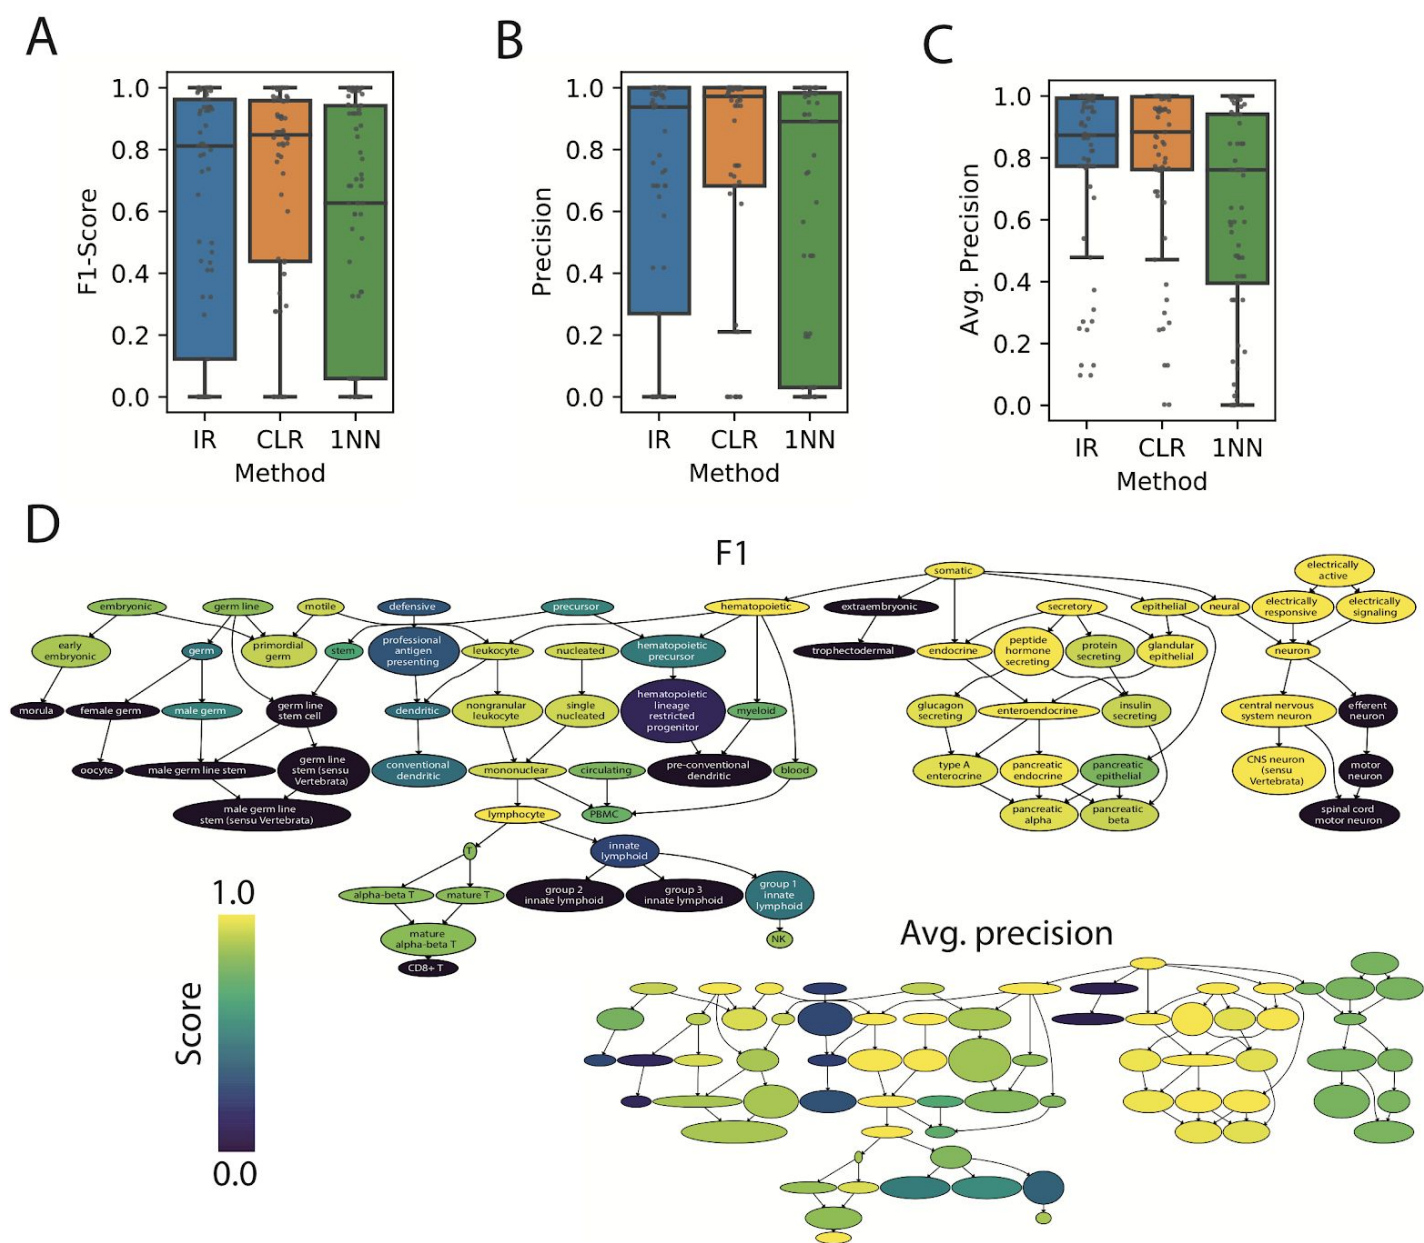 A
B
C
1.0
0.8
0.6
0.4
0.2
0.0
F1-Score
IR CLR 1NN
Method
1.0
0.8
0.6
0.4
0.2
0.0
Precision
IR CLR 1NN
Method
1.0
0.8
0.6
0.4
0.2
0.0
Avg. Precision
IR CLR 1NN
Method
D
F1
embryonic
germ line
motile
defensive
precursor
hematopoietic
somatic
extraembryonic
secretory
epithelial
neural
electrically
active
electrically
responsive
electrically
signaling
early
embryonic
germ
primordial
germ
stem
professional
antigen
presenting
leukocyte
nucleated
hematopoietic
precursor
trophectodermal
endocrine
peptide
hormone
secreting
protein
secreting
glandular
epithelial
neuron
morula
female germ
male germ
germ line
stem cell
dendritic
nongranular
leukocyte
single
nucleated
hematopoietic
lineage
restricted
progenitor
myeloid
glucagon
secreting
enteroendocrine
insulin
secreting
central nervous
system neuron
efferent
neuron
oocyte
male germ line stem
germ line
stem (sensu
Vertebrata)
conventional
dendritic
mononuclear
circulating
pre-conventional
dendritic
blood
type A
enterocrine
pancreatic
endocrine
pancreatic
epithelial
CNS neuron
(sensu
Vertebrata)
motor
neuron
male germ line
stem (sensu Vertebrata)
lymphocyte
PBMC
pancreatic
alpha
pancreatic
beta
spinal cord
motor neuron
T
innate
lymphoid
alpha-beta T
mature T
group 2
innate lymphoid
group 3
innate lymphoid
group 1
innate
lymphoid
mature
alpha-beta T
NK
CD8+ T
1.0
Score
0.0
Avg. precision